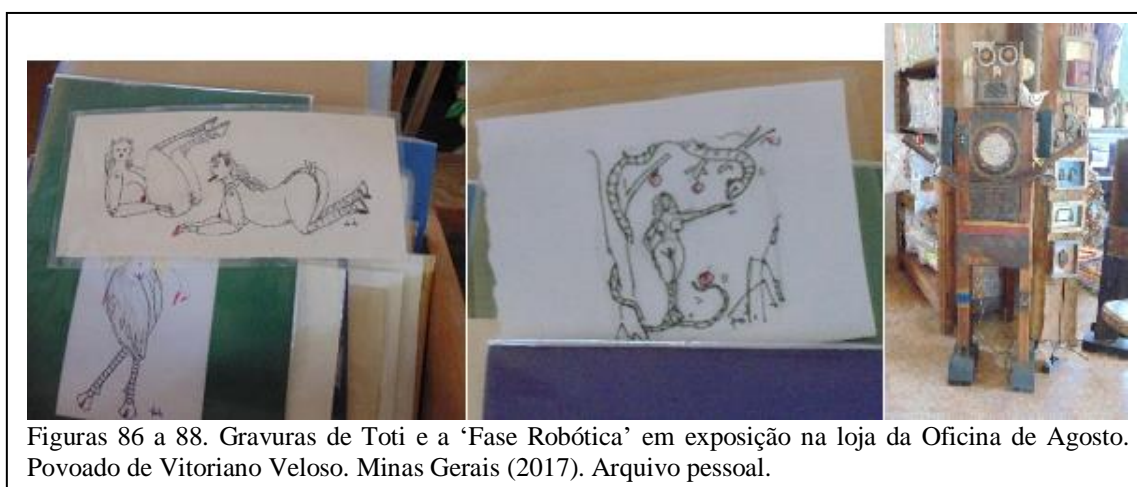 Figuras 86 a 88. Gravuras de Toti e a ‘Fase Robótica’ em exposição na loja da Oficina de Agosto.
Povoado de Vitoriano Veloso. Minas Gerais (2017). Arquivo pessoal.